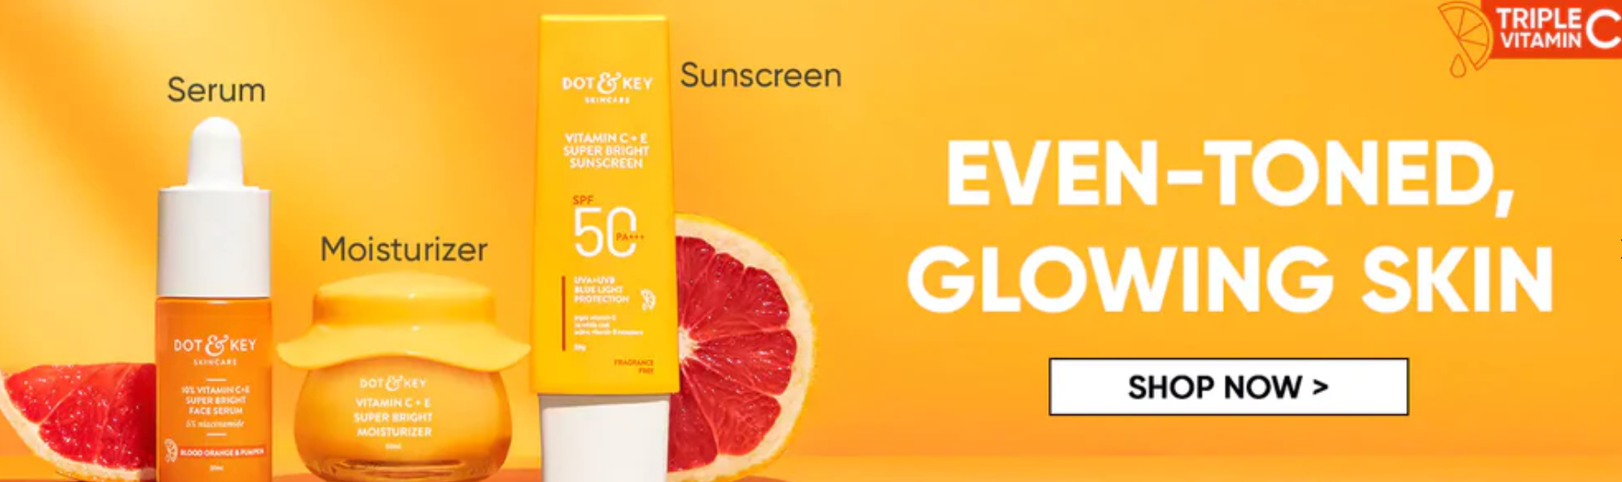 TRIPLE
VITAMIN C
Serum
Moisturizer
Sunscreen
DOT & KEY
SKINCARE
10% VITAMIN C+E
SUPER BRIGHT
FACE SERUM
5% niacinamide
BLOOD ORANGE & PUMPKIN
DOT & KEY
VITAMIN C + E
SUPER BRIGHT
MOISTURIZER
DOT & KEY
SKINCARE
VITAMIN C + E
SUPER BRIGHT
SUNSCREEN
SPF
50 PA+++
UVA+UVB
BLUE LIGHT
PROTECTION
FRAGRANCE
FREE
EVEN-TONED,
GLOWING SKIN
SHOP NOW >